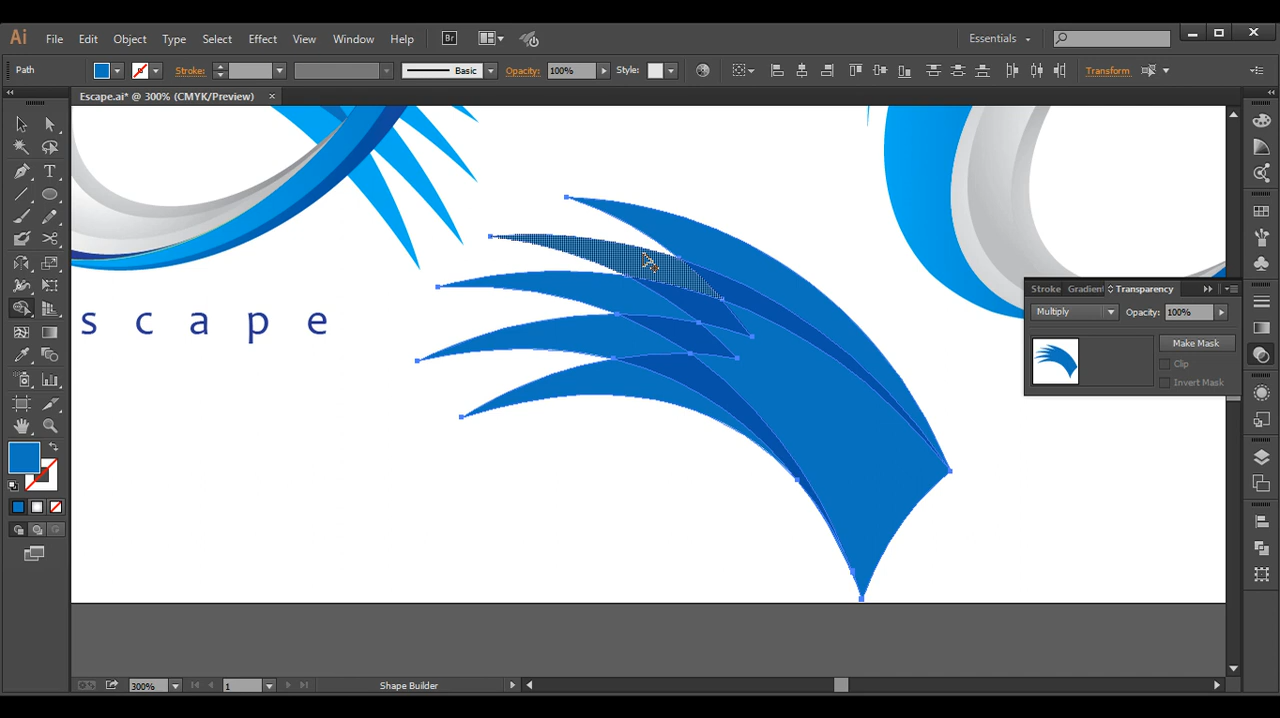 Ai File Edit Object Type Select Effect View Window Help Br Essentials
Path Stroke: Basic Opacity: 100% Style: Transform
Escape.ai* @ 300% (CMYK/Preview) ×
T
s c a p e
Stroke Gradient Transparency
Multiply Opacity: 100%
Make Mask
Clip
Invert Mask
300% 1 Shape Builder